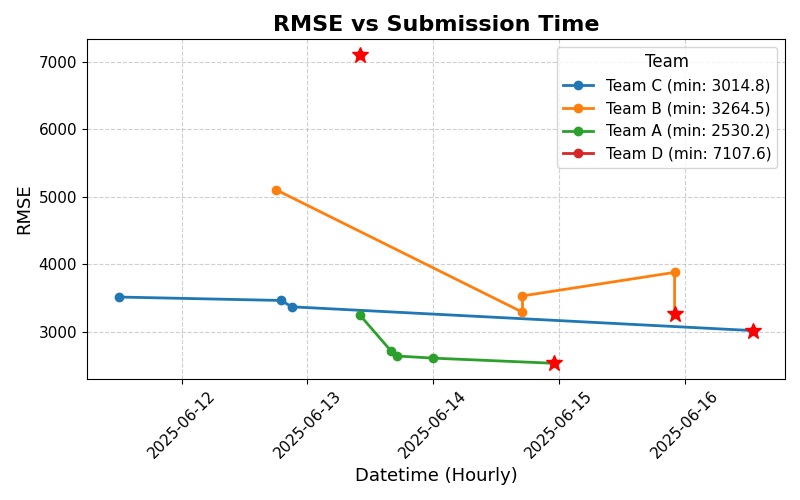 RMSE vs Submission Time
RMSE
7000
6000
5000
4000
3000
Team
Team C (min: 3014.8)
Team B (min: 3264.5)
Team A (min: 2530.2)
Team D (min: 7107.6)
2025-06-12
2025-06-13
2025-06-14
2025-06-15
2025-06-16
Datetime (Hourly)